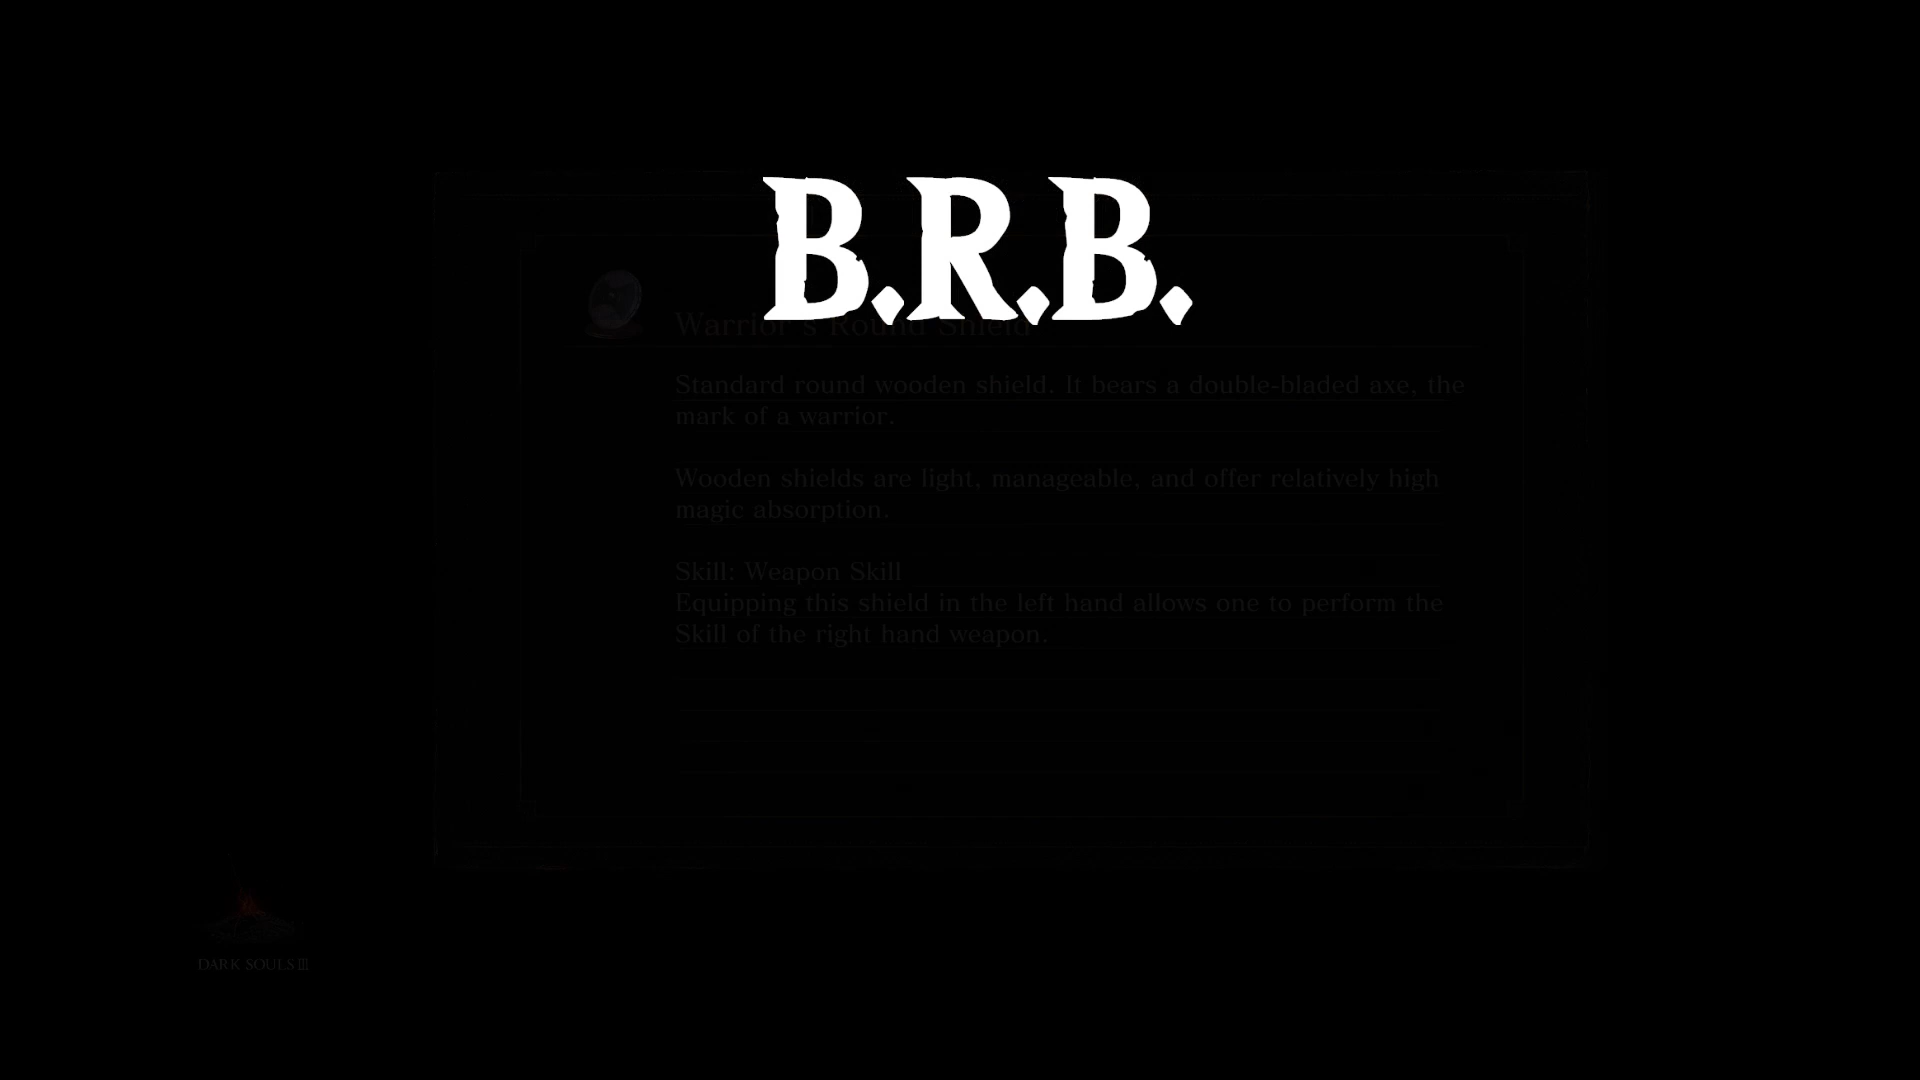 B.R.B.
Warrior's Round Shield
Standard round wooden shield. It bears a double-bladed axe, the
mark of a warrior.
Wooden shields are light, manageable, and offer relatively high
magic absorption.
Skill: Weapon Skill
Equipping this shield in the left hand allows one to perform the
Skill of the right hand weapon.
DARK SOULS III